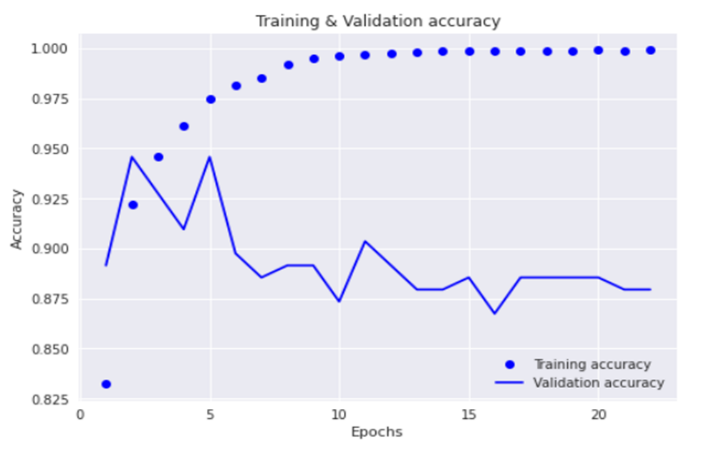 Training & Validation accuracy
1.000
0.975
0.950
0.925
0.900
0.875
0.850
0.825
Accuracy
Training accuracy
Validation accuracy
0 5 10 15 20
Epochs